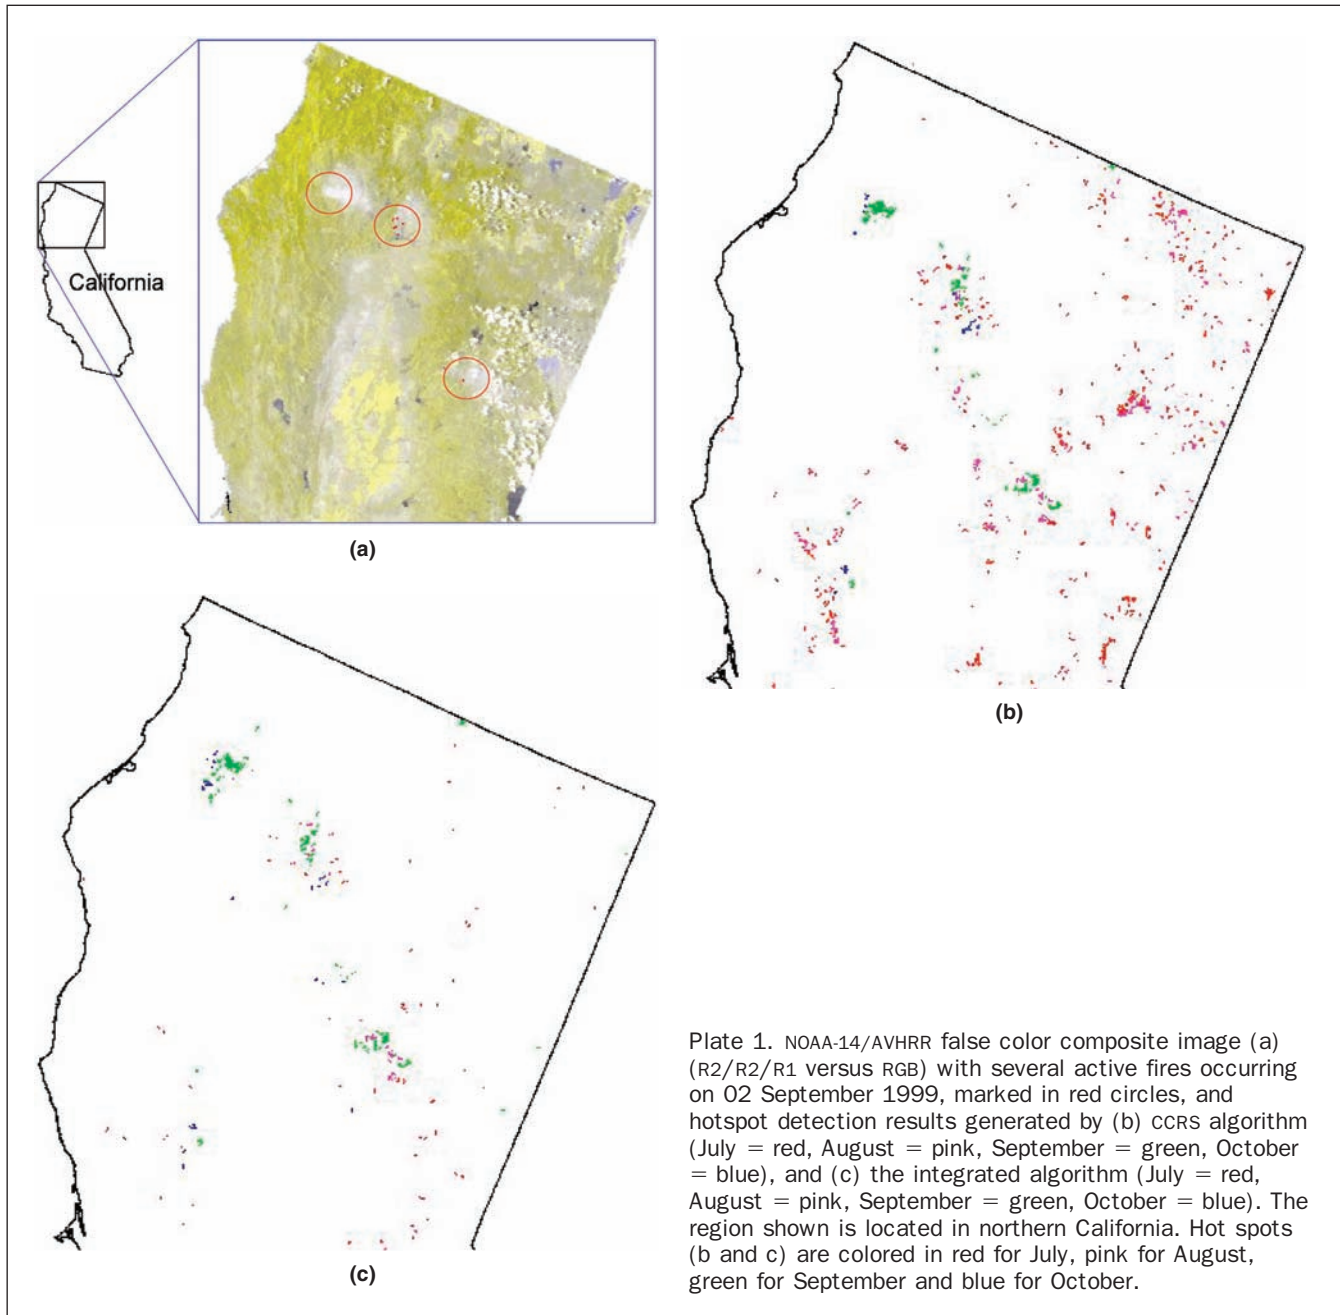 California
(a)
(b)
(c)
Plate 1. NOAA-14/AVHRR false color composite image (a)
(R2/R2/R1 versus RGB) with several active fires occurring
on 02 September 1999, marked in red circles, and
hotspot detection results generated by (b) CCRS algorithm
(July = red, August = pink, September = green, October
= blue), and (c) the integrated algorithm (July = red,
August = pink, September = green, October = blue). The
region shown is located in northern California. Hot spots
(b and c) are colored in red for July, pink for August,
green for September and blue for October.